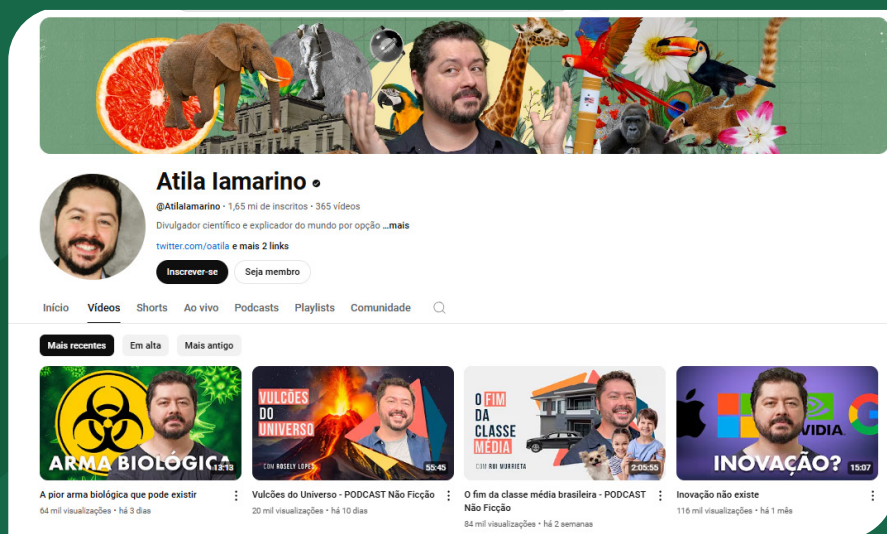 Atila Iamarino
@AtilaIamarino • 1,65 mi de inscritos • 365 vídeos
Divulgador científico e explicador do mundo por opção ...mais
twitter.com/oatila e mais 2 links
Inscrever-se Seja membro
Início Vídeos Shorts Ao vivo Podcasts Playlists Comunidade
Mais recentes Em alta Mais antigo
ARMA BIOLÓGICA
13:13
VULCÕES
DO
UNIVERSO
COM ROSELY LOPES
55:45
O FIM
DA
CLASSE
MÉDIA
COM RUI MURRIETA
2:05:55
NVIDIA
INOVAÇÃO?
15:07
A pior arma biológica que pode existir
64 mil visualizações • há 3 dias
Vulcões do Universo - PODCAST Não Ficção
20 mil visualizações • há 10 dias
O fim da classe média brasileira - PODCAST
Não Ficção
84 mil visualizações • há 2 semanas
Inovação não existe
116 mil visualizações • há 1 mês